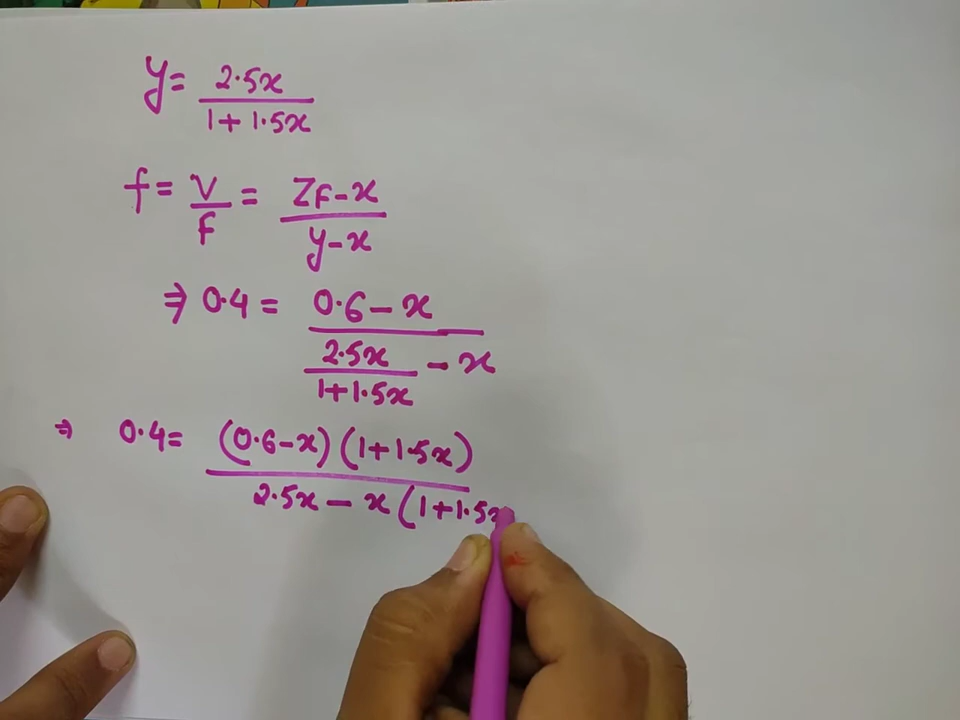 y = 2.5x / 1 + 1.5x
f = V/F = ZF - x / y - x
⇒ 0.4 = 0.6 - x / (2.5x / 1 + 1.5x) - x
⇒ 0.4 = (0.6 - x) (1 + 1.5x) / 2.5x - x (1 + 1.5x